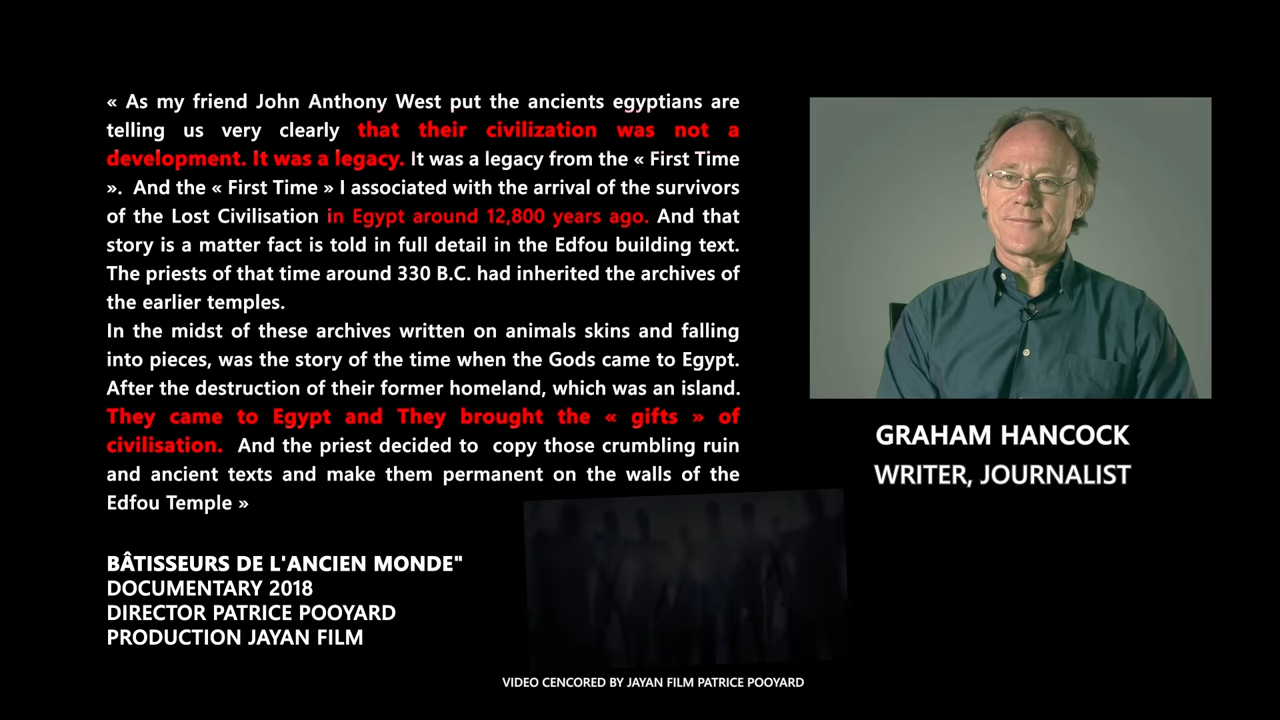 « As my friend John Anthony West put the ancients egyptians are
telling us very clearly that their civilization was not a
development. It was a legacy. It was a legacy from the « First Time
».  And the « First Time » I associated with the arrival of the survivors
of the Lost Civilisation in Egypt around 12,800 years ago. And that
story is a matter fact is told in full detail in the Edfou building text.
The priests of that time around 330 B.C. had inherited the archives of
the earlier temples.
In the midst of these archives written on animals skins and falling
into pieces, was the story of the time when the Gods came to Egypt.
After the destruction of their former homeland, which was an island.
They came to Egypt and They brought the « gifts » of
civilisation.  And the priest decided to  copy those crumbling ruin
and ancient texts and make them permanent on the walls of the
Edfou Temple »
GRAHAM HANCOCK
WRITER, JOURNALIST
BÂTISSEURS DE L'ANCIEN MONDE"
DOCUMENTARY 2018
DIRECTOR PATRICE POOYARD
PRODUCTION JAYAN FILM
VIDEO CENCORED BY JAYAN FILM PATRICE POOYARD